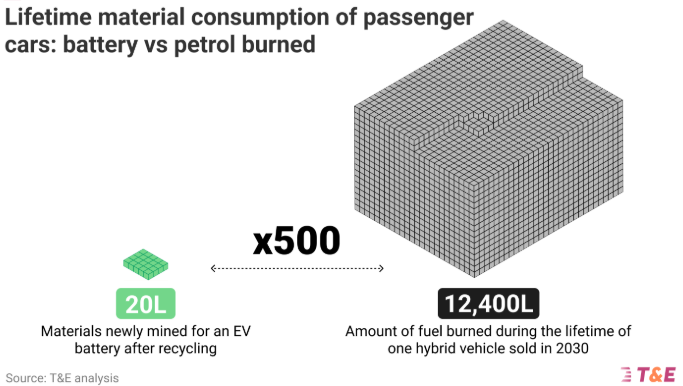 Lifetime material consumption of passenger
cars: battery vs petrol burned
x500
20L
12,400L
Materials newly mined for an EV
battery after recycling
Amount of fuel burned during the lifetime of
one hybrid vehicle sold in 2030
Source: T&E analysis
T&E